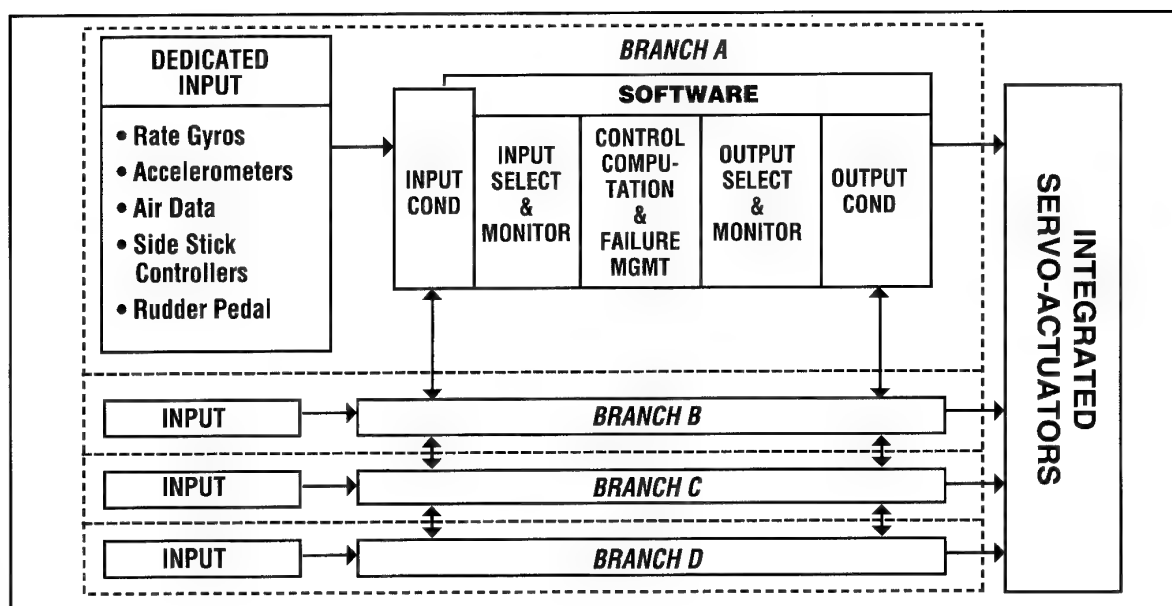 DEDICATED
INPUT
• Rate Gyros
• Accelerometers
• Air Data
• Side Stick
Controllers
• Rudder Pedal
BRANCH A
SOFTWARE
INPUT
COND
INPUT
SELECT
&
MONITOR
CONTROL
COMPU-
TATION
&
FAILURE
MGMT
OUTPUT
SELECT
&
MONITOR
OUTPUT
COND
INPUT
BRANCH B
INPUT
BRANCH C
INPUT
BRANCH D
INTEGRATED
SERVO-ACTUATORS